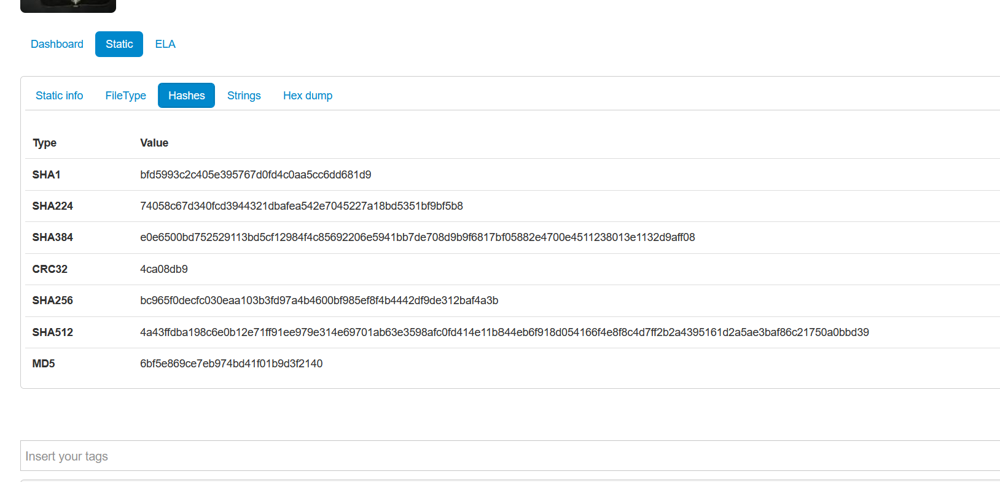 Dashboard Static ELA
Static info FileType Hashes Strings Hex dump
Type Value
SHA1 bfd5993c2c405e395767d0fd4c0aa5cc6dd681d9
SHA224 74058c67d340fcd3944321dbafea542e7045227a18bd5351bf9bf5b8
SHA384 e0e6500bd752529113bd5cf12984f4c85692206e5941bb7de708d9b9f6817bf05882e4700e4511238013e1132d9aff08
CRC32 4ca08db9
SHA256 bc965f0decfc030eaa103b3fd97a4b4600bf985ef8f4b4442df9de312baf4a3b
SHA512 4a43ffdba198c6e0b12e71ff91ee979e314e69701ab63e3598afc0fd414e11b844eb6f918d054166f4e8f8c4d7ff2b2a4395161d2a5ae3baf86c21750a0bbd39
MD5 6bf5e869ce7eb974bd41f01b9d3f2140
Insert your tags